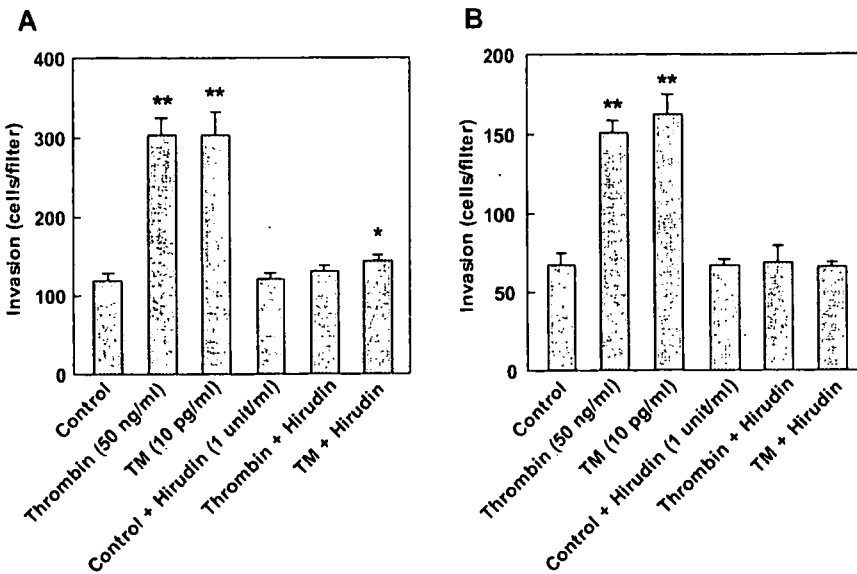 A
Invasion (cells/filter)
400
300
200
100
0
**
**
*
Control
Thrombin (50 ng/ml)
TM (10 pg/ml)
Control + Hirudin (1 unit/ml)
Thrombin + Hirudin
TM + Hirudin
B
Invasion (cells/filter)
200
150
100
50
0
**
**
Control
Thrombin (50 ng/ml)
TM (10 pg/ml)
Control + Hirudin (1 unit/ml)
Thrombin + Hirudin
TM + Hirudin